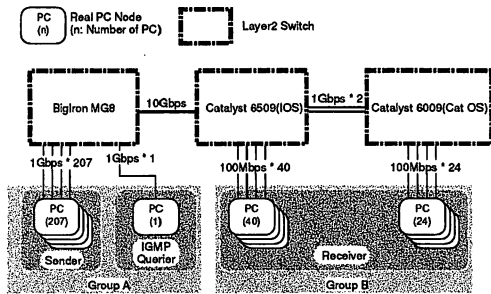 PC
(n)
Real PC Node
(n: Number of PC)
Layer2 Switch
BigIron MG8
10Gbps
Catalyst 6509(IOS)
1Gbps * 2
Catalyst 6009(Cat OS)
1Gbps * 207
1Gbps * 1
100Mbps * 40
100Mbps * 24
PC
(207)
PC
(1)
PC
(40)
PC
(24)
Sender
IGMP
Querier
Receiver
Group A
Group B